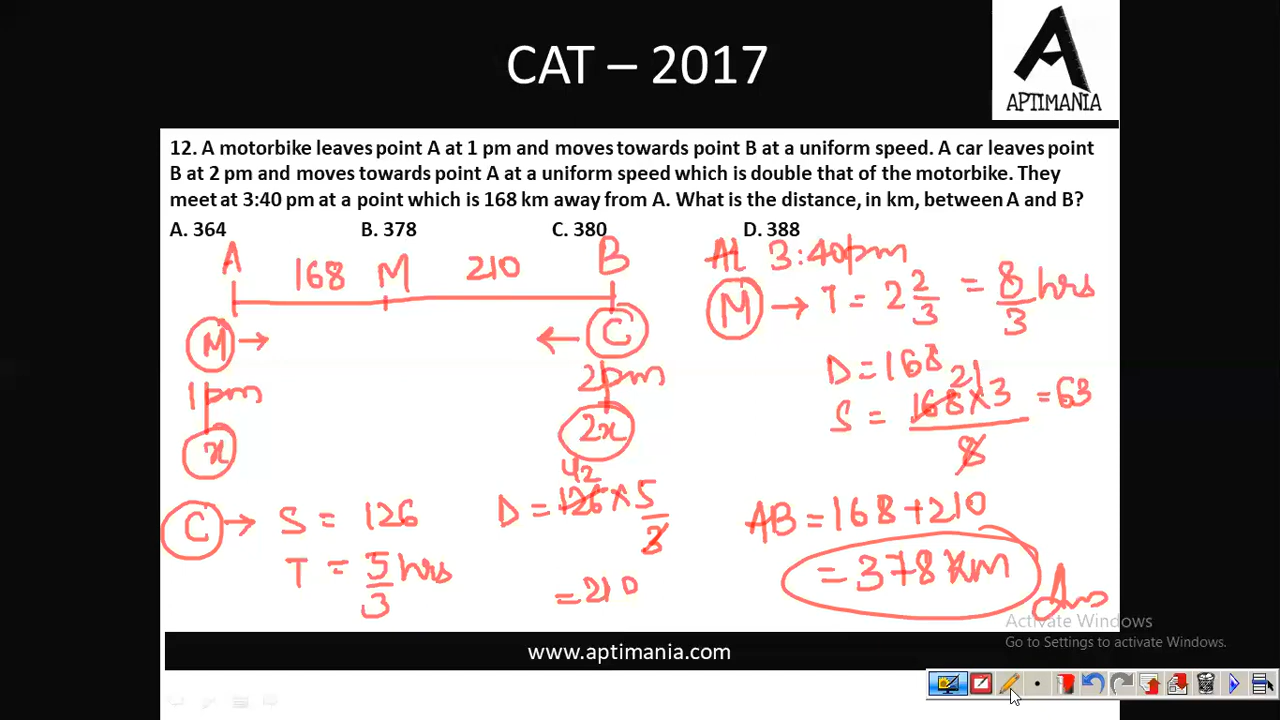 CAT – 2017
APTIMANIA
12. A motorbike leaves point A at 1 pm and moves towards point B at a uniform speed. A car leaves point
B at 2 pm and moves towards point A at a uniform speed which is double that of the motorbike. They
meet at 3:40 pm at a point which is 168 km away from A. What is the distance, in km, between A and B?
A. 364 B. 378 C. 380 D. 388
A 168 M 210 B
M → ← C
1pm 2pm
x 2x
At 3:40pm
M → T = 2 2/3 = 8/3 hrs
D = 168
21
S = 168×3/8 = 63
C → S = 126
T = 5/3 hrs
42
D = 126 × 5/3
= 210
AB = 168 + 210
= 378 km Ans
Activate Windows
Go to Settings to activate Windows.
www.aptimania.com